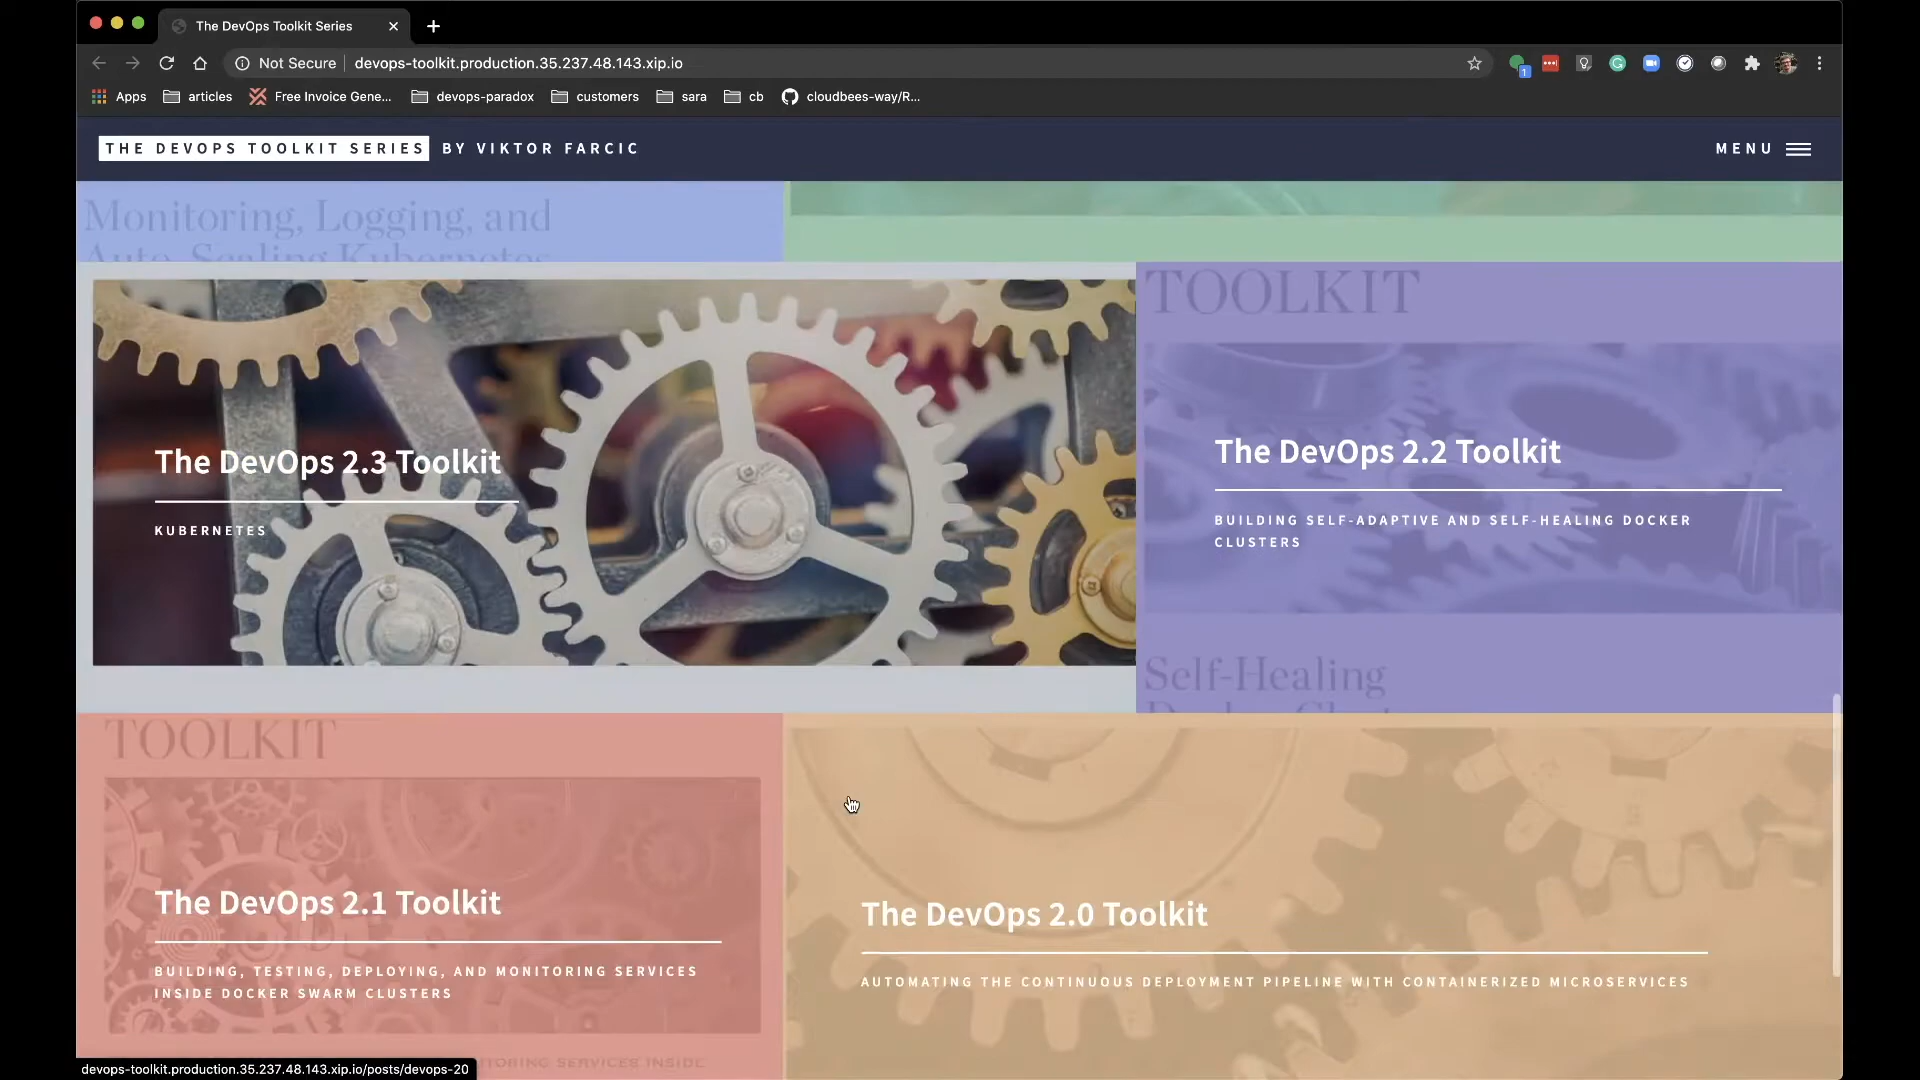 The DevOps Toolkit Series
Not Secure
devops-toolkit.production.35.237.48.143.xip.io
1
Apps
articles
Free Invoice Gene...
devops-paradox
customers
sara
cb
cloudbees-way/R...
THE DEVOPS TOOLKIT SERIES BY VIKTOR FARCIC
MENU
Monitoring, Logging, and
Auto-Scaling Kubernetes
TOOLKIT
The DevOps 2.3 Toolkit
KUBERNETES
The DevOps 2.2 Toolkit
BUILDING SELF-ADAPTIVE AND SELF-HEALING DOCKER
CLUSTERS
Self-Healing
TOOLKIT
The DevOps 2.1 Toolkit
BUILDING, TESTING, DEPLOYING, AND MONITORING SERVICES
INSIDE DOCKER SWARM CLUSTERS
The DevOps 2.0 Toolkit
AUTOMATING THE CONTINUOUS DEPLOYMENT PIPELINE WITH CONTAINERIZED MICROSERVICES
SERVICES INSIDE
devops-toolkit.production.35.237.48.143.xip.io/posts/devops-20